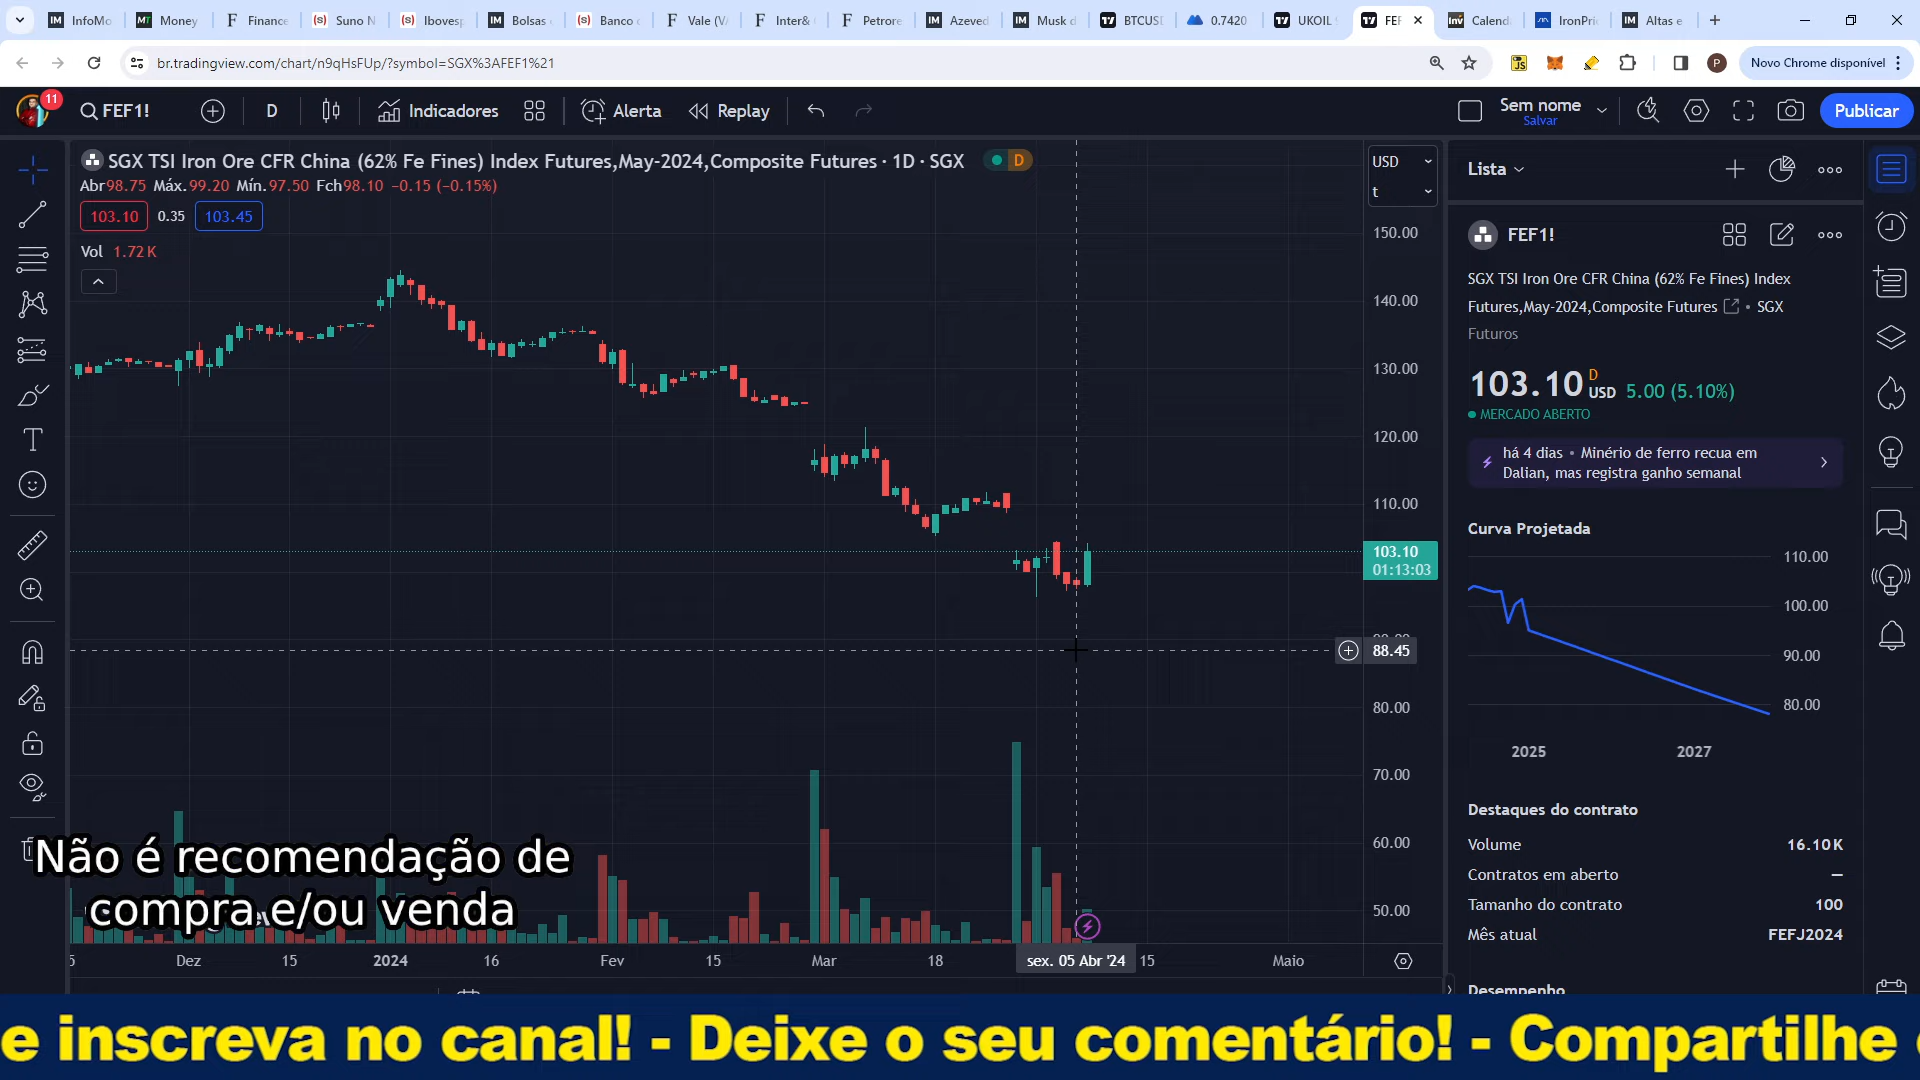 InfoMo
Money
Finance
Suno N
Ibovesp
Bolsas
Banco
Vale (V
Inter&
Petrore
Azeved
Musk d
BTCUSI
0.7420
UKOIL
FEF
Calend
IronPri
Altas e
br.tradingview.com/chart/n9qHsFUp/?symbol=SGX%3AFEF1%21
Novo Chrome disponível
11
FEF1!
D
Indicadores
Alerta
Replay
Sem nome
Salvar
Publicar
SGX TSI Iron Ore CFR China (62% Fe Fines) Index Futures,May-2024,Composite Futures · 1D · SGX
D
Abr98.75 Máx.99.20 Mín.97.50 Fch98.10 −0.15 (−0.15%)
103.10 0.35 103.45
Vol 1.72 K
USD
t
150.00
140.00
130.00
120.00
110.00
103.10
01:13:03
88.45
80.00
70.00
60.00
50.00
Dez
15
2024
16
Fev
15
Mar
18
sex. 05 Abr '24
15
Maio
Lista
FEF1!
SGX TSI Iron Ore CFR China (62% Fe Fines) Index
Futures,May-2024,Composite Futures • SGX
Futuros
103.10 D USD 5.00 (5.10%)
MERCADO ABERTO
há 4 dias • Minério de ferro recua em
Dalian, mas registra ganho semanal
Curva Projetada
110.00
100.00
90.00
80.00
2025
2027
Destaques do contrato
Volume 16.10K
Contratos em aberto —
Tamanho do contrato 100
Mês atual FEFJ2024
Desempenho
Não é recomendação de
compra e/ou venda
e inscreva no canal! - Deixe o seu comentário! - Compartilhe